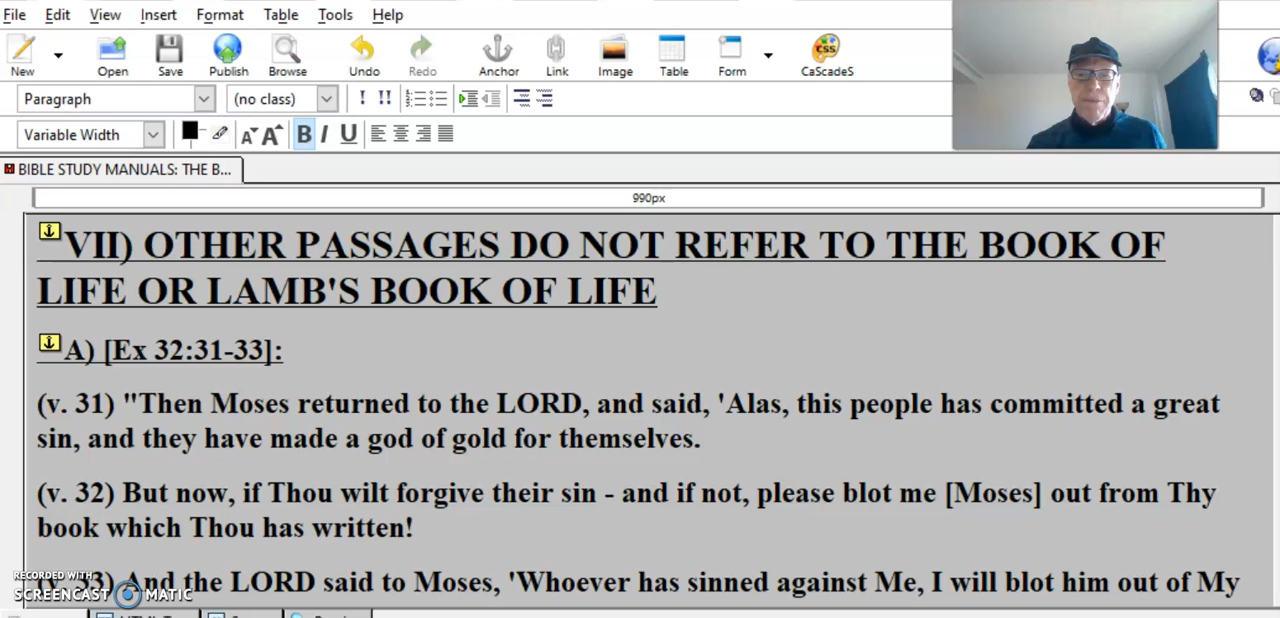 File Edit View Insert Format Table Tools Help
New Open Save Publish Browse Undo Redo Anchor Link Image Table Form CaScadeS
Paragraph (no class) ! !!
Variable Width A A B I U
BIBLE STUDY MANUALS: THE B...
990px
VII) OTHER PASSAGES DO NOT REFER TO THE BOOK OF
LIFE OR LAMB'S BOOK OF LIFE
A) [Ex 32:31-33]:
(v. 31) "Then Moses returned to the LORD, and said, 'Alas, this people has committed a great
sin, and they have made a god of gold for themselves.
(v. 32) But now, if Thou wilt forgive their sin - and if not, please blot me [Moses] out from Thy
book which Thou has written!
(v. 33) And the LORD said to Moses, 'Whoever has sinned against Me, I will blot him out of My
RECORDED WITH
SCREENCAST MATIC